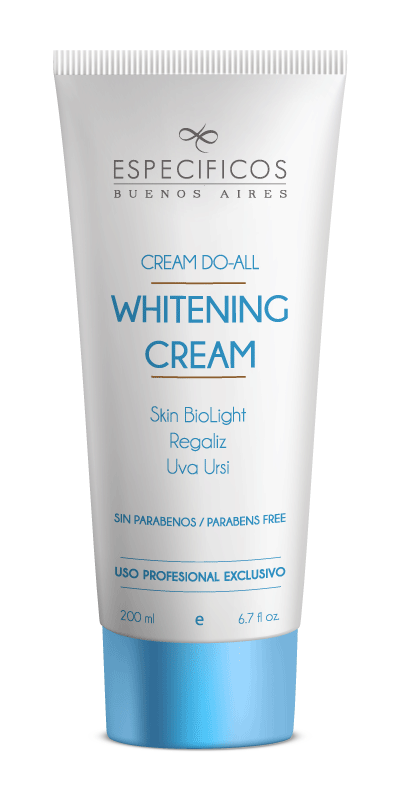 ESPECIFICOS
BUENOS AIRES
CREAM DO-ALL
WHITENING
CREAM
Skin BioLight
Regaliz
Uva Ursi
SIN PARABENOS / PARABENS FREE
USO PROFESIONAL EXCLUSIVO
200 ml e 6.7 fl oz.